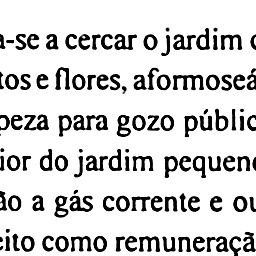 a-se a cercar o jardim
tos e flores, aformoseá
peza para gozo públic
ior do jardim pequen
ão a gás corrente e ou
eito como remuneraçã